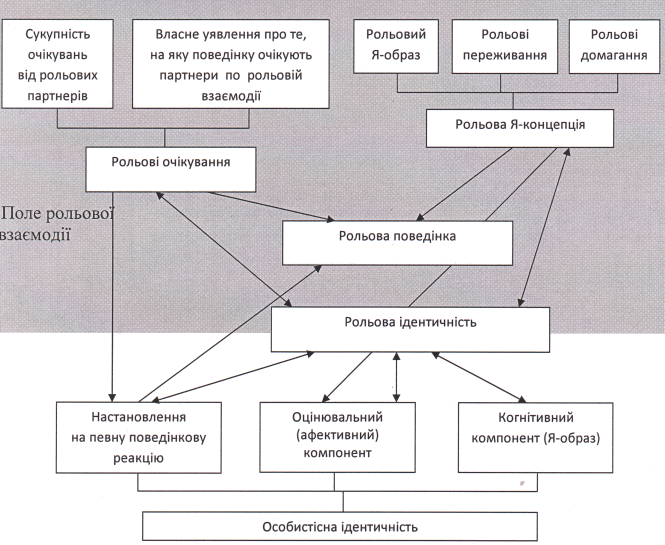 Сукупність
очікувань
від рольових
партнерів
Власне уявлення про те,
на яку поведінку очікують
партнери по рольовій
взаємодії
Рольовий
Я-образ
Рольові
переживання
Рольові
домагання
Рольова Я-концепція
Рольові очікування
Поле рольової
взаємодії
Рольова поведінка
Рольова ідентичність
Настановлення
на певну поведінкову
реакцію
Оцінювальний
(афективний)
компонент
Когнітивний
компонент (Я-образ)
Особистісна ідентичність